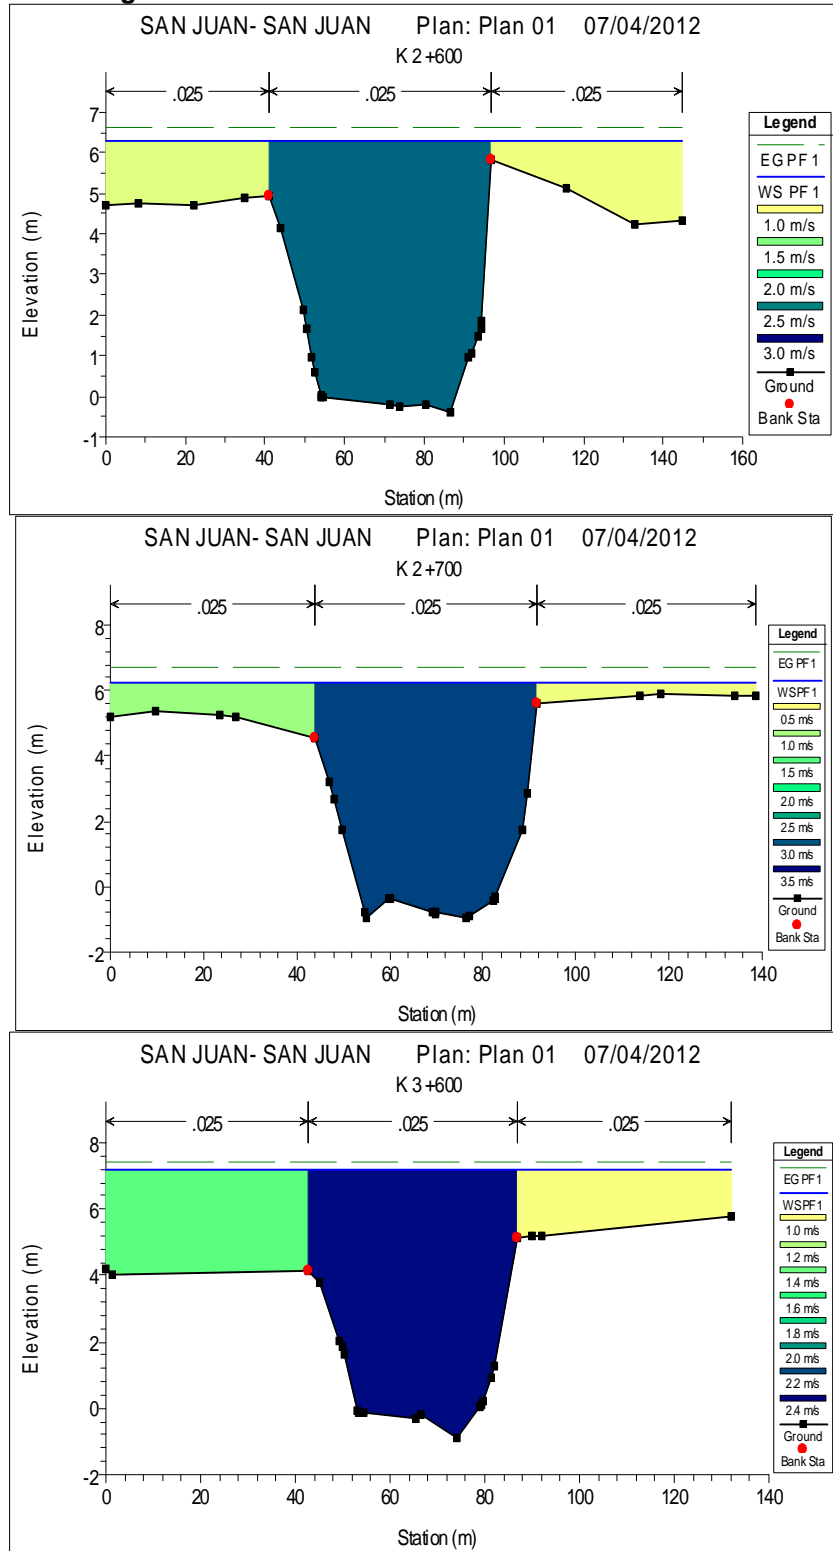 SAN JUAN- SAN JUAN Plan: Plan 01 07/04/2012
K 2+600
.025 .025 .025
Elevation (m)
7
6
5
4
3
2
1
0
-1
0 20 40 60 80 100 120 140 160
Station (m)
Legend
EG PF 1
WS PF 1
1.0 m/s
1.5 m/s
2.0 m/s
2.5 m/s
3.0 m/s
Ground
Bank Sta
SAN JUAN- SAN JUAN Plan: Plan 01 07/04/2012
K 2+700
.025 .025 .025
Elevation (m)
8
6
4
2
0
-2
0 20 40 60 80 100 120 140
Station (m)
Legend
EG PF 1
WS PF 1
0.5 m/s
1.0 m/s
1.5 m/s
2.0 m/s
2.5 m/s
3.0 m/s
3.5 m/s
Ground
Bank Sta
SAN JUAN- SAN JUAN Plan: Plan 01 07/04/2012
K 3+600
.025 .025 .025
Elevation (m)
8
6
4
2
0
-2
0 20 40 60 80 100 120 140
Station (m)
Legend
EG PF 1
WS PF 1
1.0 m/s
1.2 m/s
1.4 m/s
1.6 m/s
1.8 m/s
2.0 m/s
2.2 m/s
2.4 m/s
Ground
Bank Sta